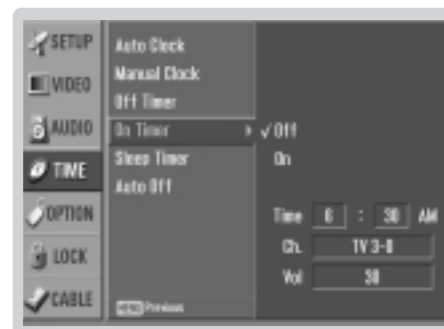 SETUP
VIDEO
AUDIO
TIME
OPTION
LOCK
CABLE
Auto Clock
Manual Clock
Off Timer
On Timer
Sleep Timer
Auto Off
MENU Previous
√ Off
On
Time 6 : 30 AM
Ch. TV 3-0
Vol 30